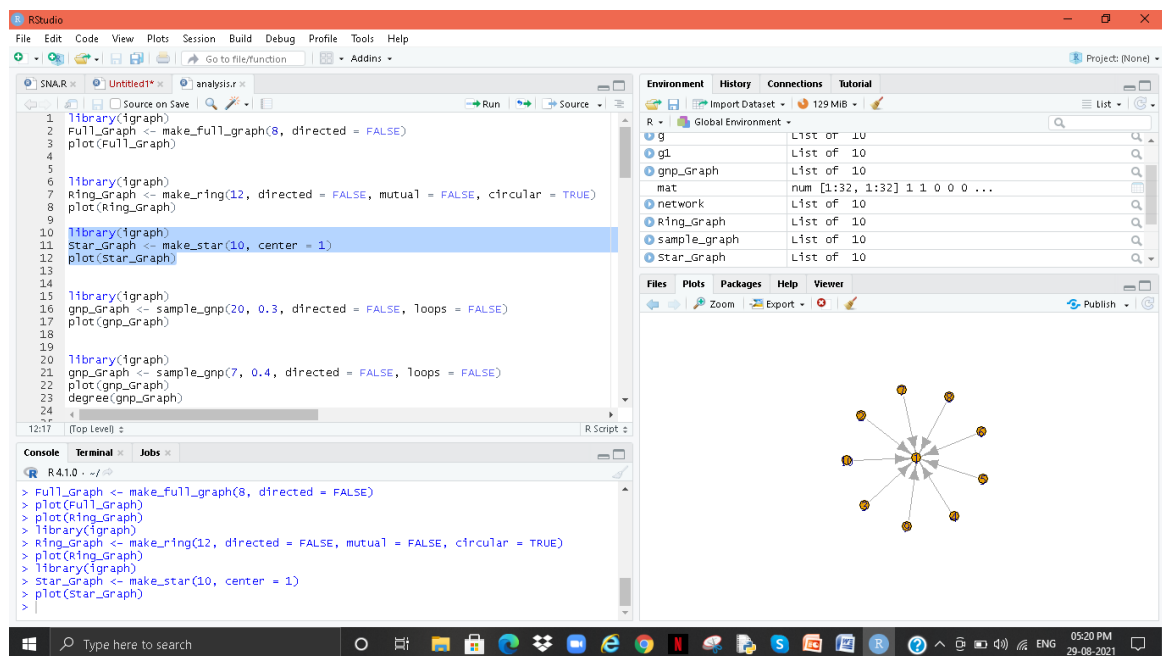 RStudio
File Edit Code View Plots Session Build Debug Profile Tools Help
Go to file/function Addins Project: (None)
SNA.R Untitled1* analysis.r
Source on Save Run Source
1 library(igraph)
2 Full_Graph <- make_full_graph(8, directed = FALSE)
3 plot(Full_Graph)
4
5
6 library(igraph)
7 Ring_Graph <- make_ring(12, directed = FALSE, mutual = FALSE, circular = TRUE)
8 plot(Ring_Graph)
9
10 library(igraph)
11 Star_Graph <- make_star(10, center = 1)
12 plot(Star_Graph)
13
14
15 library(igraph)
16 gnp_Graph <- sample_gnp(20, 0.3, directed = FALSE, loops = FALSE)
17 plot(gnp_Graph)
18
19
20 library(igraph)
21 gnp_Graph <- sample_gnp(7, 0.4, directed = FALSE, loops = FALSE)
22 plot(gnp_Graph)
23 degree(gnp_Graph)
24
12:17 (Top Level) R Script
Console Terminal Jobs
R 4.1.0 · ~/
> Full_Graph <- make_full_graph(8, directed = FALSE)
> plot(Full_Graph)
> plot(Ring_Graph)
> library(igraph)
> Ring_Graph <- make_ring(12, directed = FALSE, mutual = FALSE, circular = TRUE)
> plot(Ring_Graph)
> library(igraph)
> Star_Graph <- make_star(10, center = 1)
> plot(Star_Graph)
>
Environment History Connections Tutorial
Import Dataset 129 MiB List
R Global Environment
g List of 10
g1 List of 10
gnp_Graph List of 10
mat num [1:32, 1:32] 1 1 0 0 0 ...
network List of 10
Ring_Graph List of 10
sample_graph List of 10
Star_Graph List of 10
Files Plots Packages Help Viewer
Zoom Export Publish
7
8
2
6
1
10
5
3
4
9
Type here to search
ENG
05:20 PM
29-08-2021